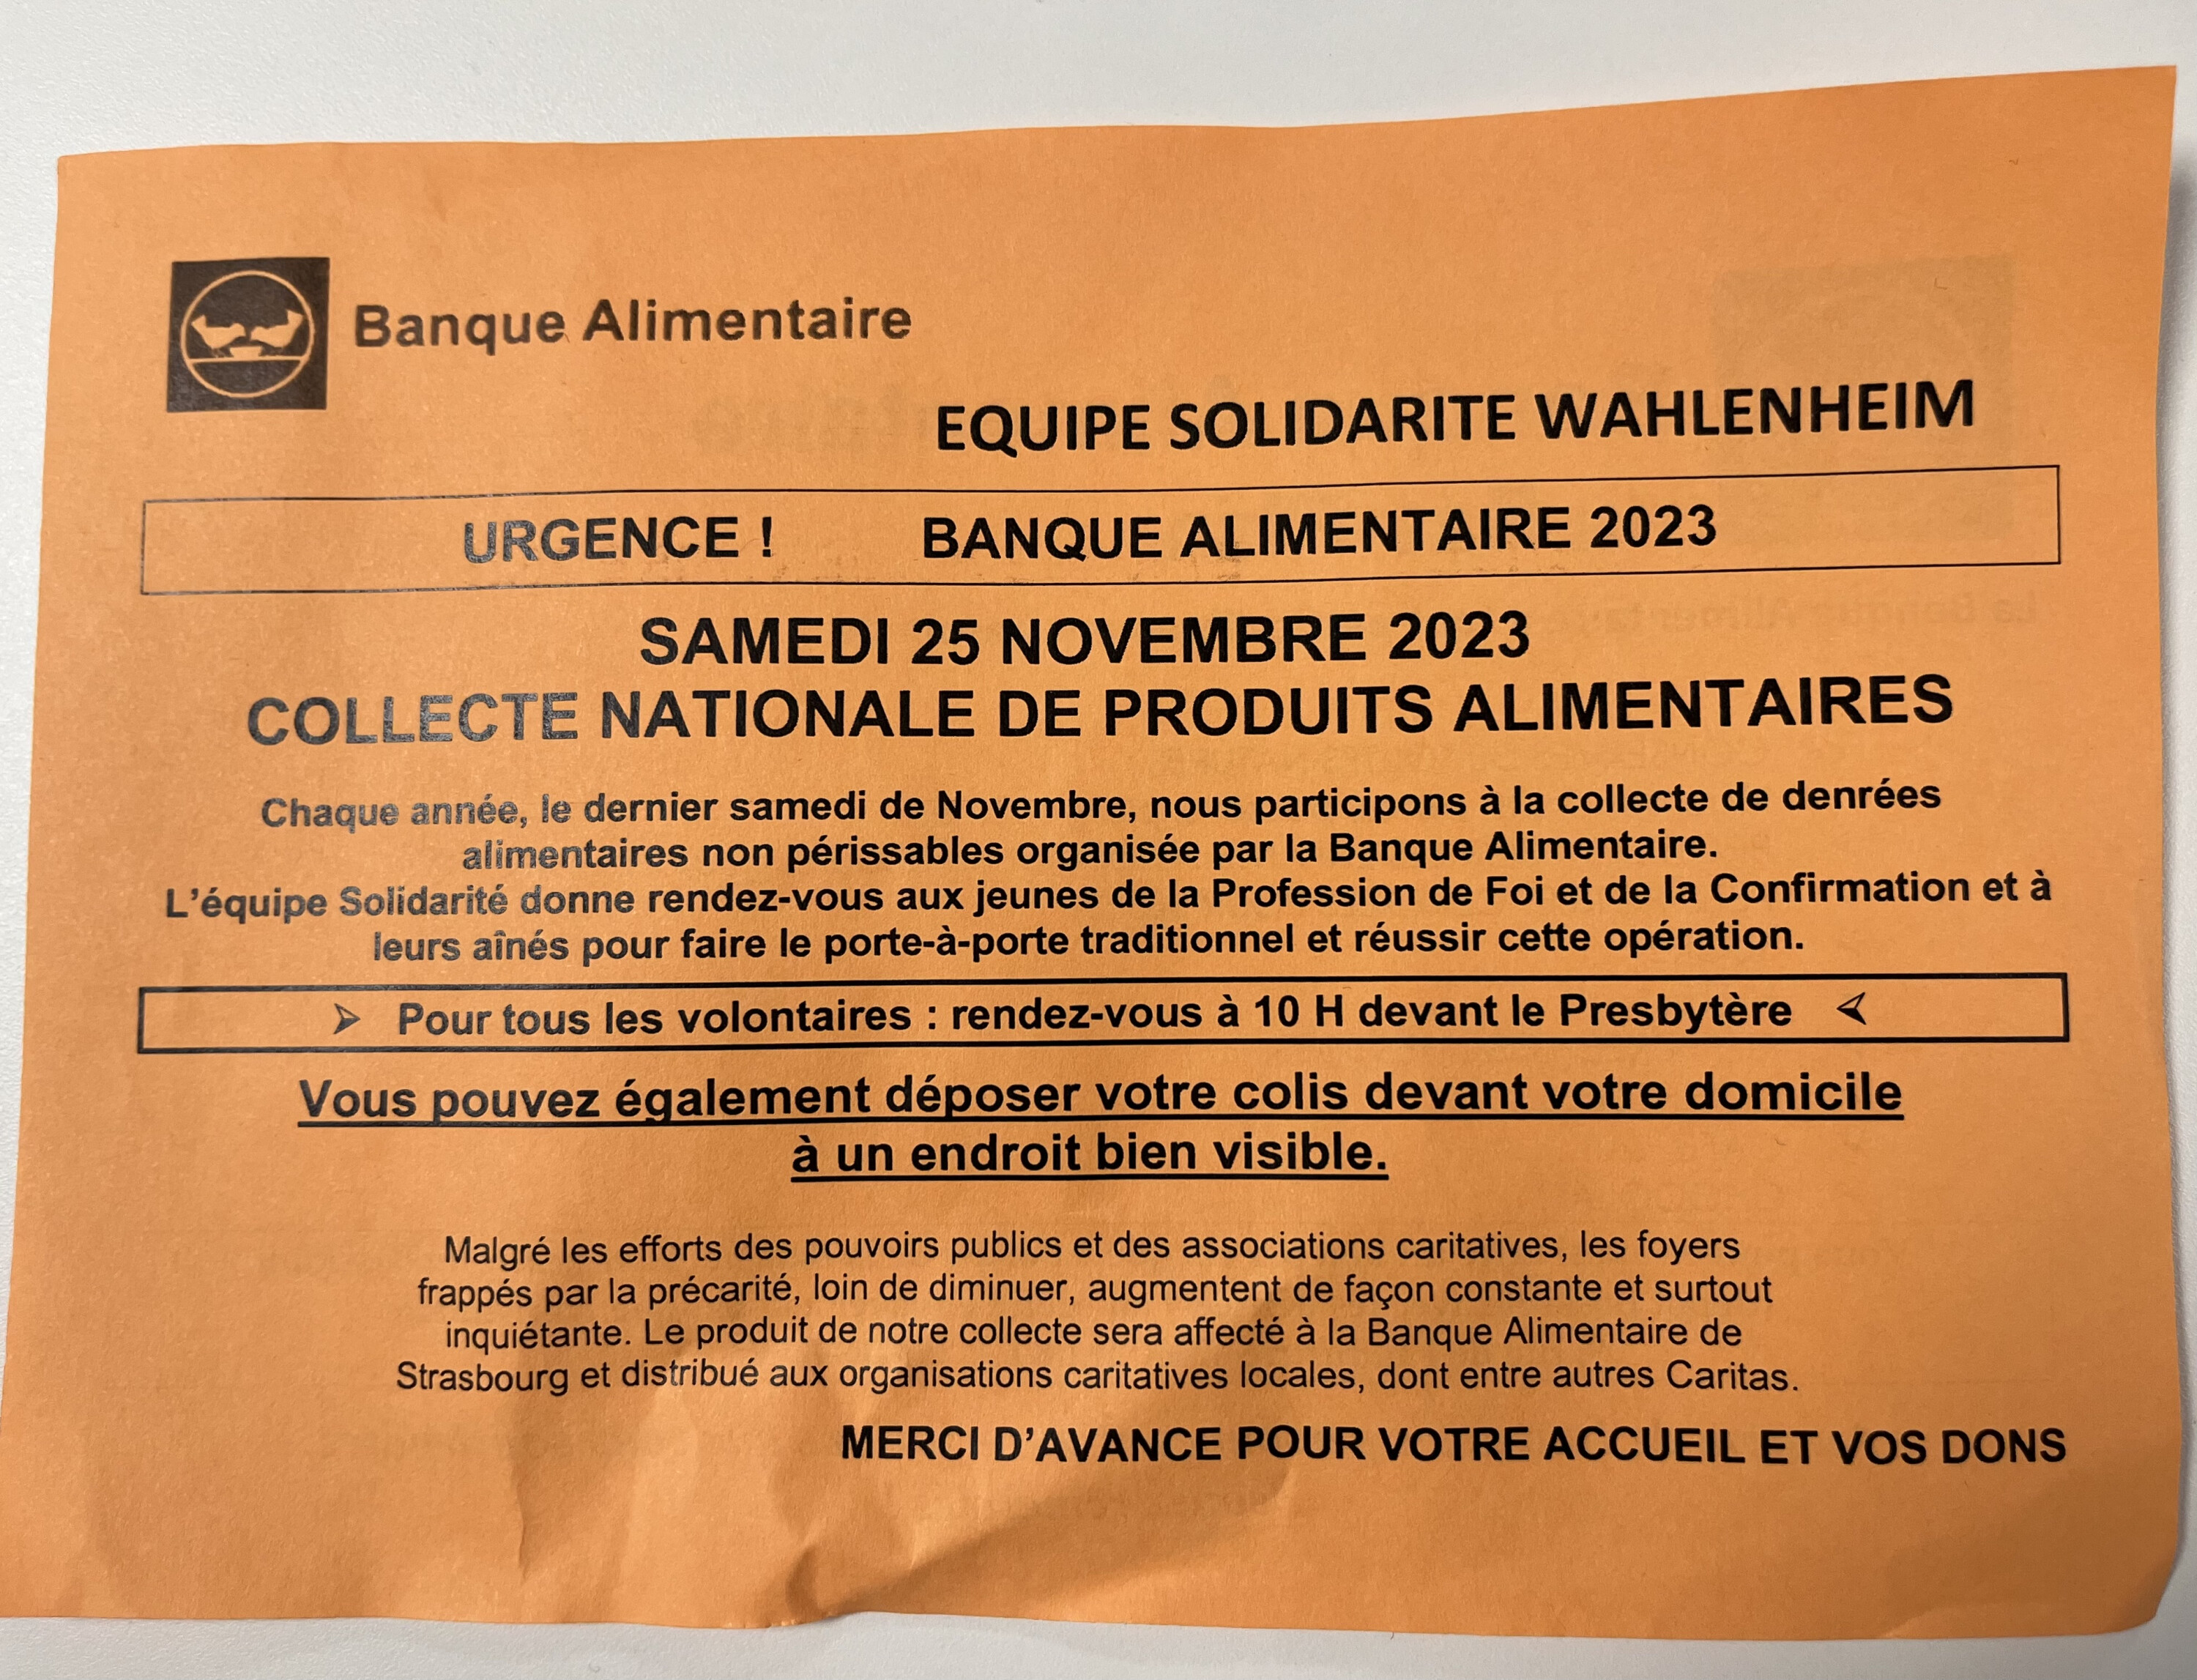 Banque Alimentaire
EQUIPE SOLIDARITE WAHLENHEIM
URGENCE ! BANQUE ALIMENTAIRE 2023
SAMEDI 25 NOVEMBRE 2023
COLLECTE NATIONALE DE PRODUITS ALIMENTAIRES
Chaque année, le dernier samedi de Novembre, nous participons à la collecte de denrées
alimentaires non périssables organisée par la Banque Alimentaire.
L'équipe Solidarité donne rendez-vous aux jeunes de la Profession de Foi et de la Confirmation et à
leurs aînés pour faire le porte-à-porte traditionnel et réussir cette opération.
➢ Pour tous les volontaires : rendez-vous à 10 H devant le Presbytère
Vous pouvez également déposer votre colis devant votre domicile
à un endroit bien visible.
Malgré les efforts des pouvoirs publics et des associations caritatives, les foyers
frappés par la précarité, loin de diminuer, augmentent de façon constante et surtout
inquiétante. Le produit de notre collecte sera affecté à la Banque Alimentaire de
Strasbourg et distribué aux organisations caritatives locales, dont entre autres Caritas.
MERCI D'AVANCE POUR VOTRE ACCUEIL ET VOS DONS